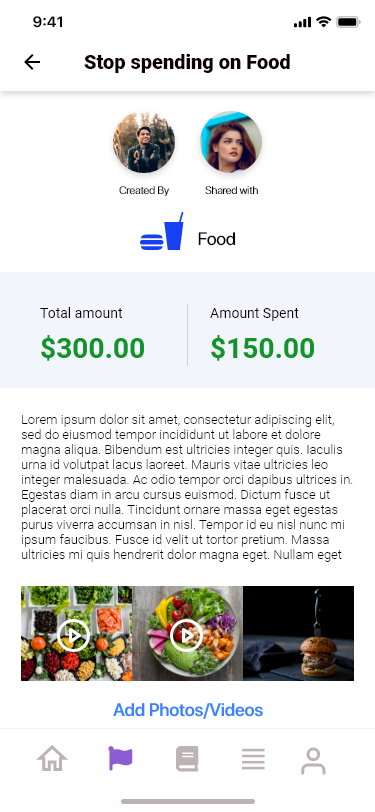 9:41
Stop spending on Food
Created By
Shared with
Food
Total amount
Amount Spent
$300.00
$150.00
Lorem ipsum dolor sit amet, consectetur adipiscing elit,
sed do eiusmod tempor incididunt ut labore et dolore
magna aliqua. Bibendum est ultricies integer quis. Iaculis
urna id volutpat lacus laoreet. Mauris vitae ultricies leo
integer malesuada. Ac odio tempor orci dapibus ultrices in.
Egestas diam in arcu cursus euismod. Dictum fusce ut
placerat orci nulla. Tincidunt ornare massa eget egestas
purus viverra accumsan in nisl. Tempor id eu nisl nunc mi
ipsum faucibus. Fusce id velit ut tortor pretium. Massa
ultricies mi quis hendrerit dolor magna eget. Nullam eget
Add Photos/Videos